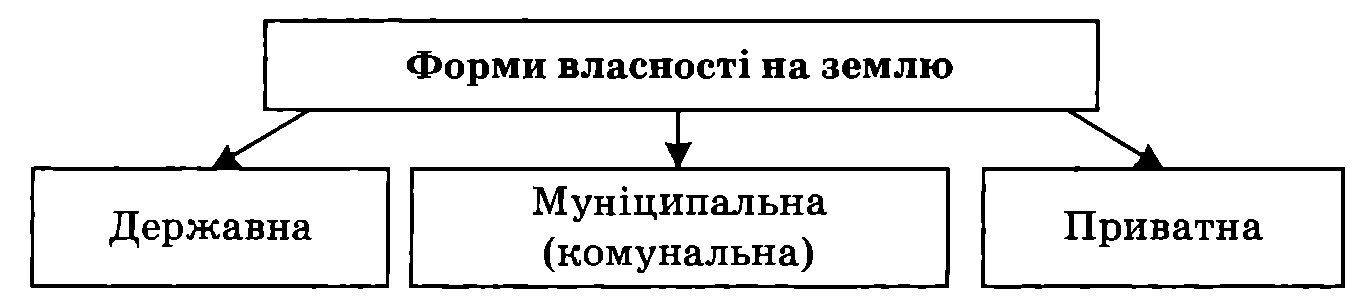 Форми власності на землю
Державна
Муніципальна
(комунальна)
Приватна